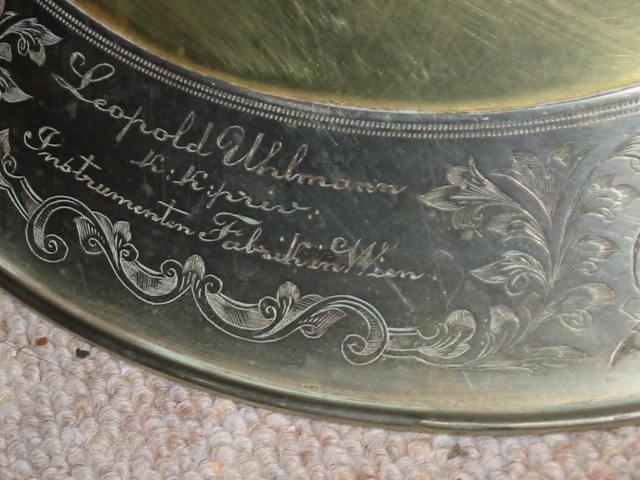 Leopold Uhlmann
K.K. priv:
Instrumenten Fabrik in Wien.